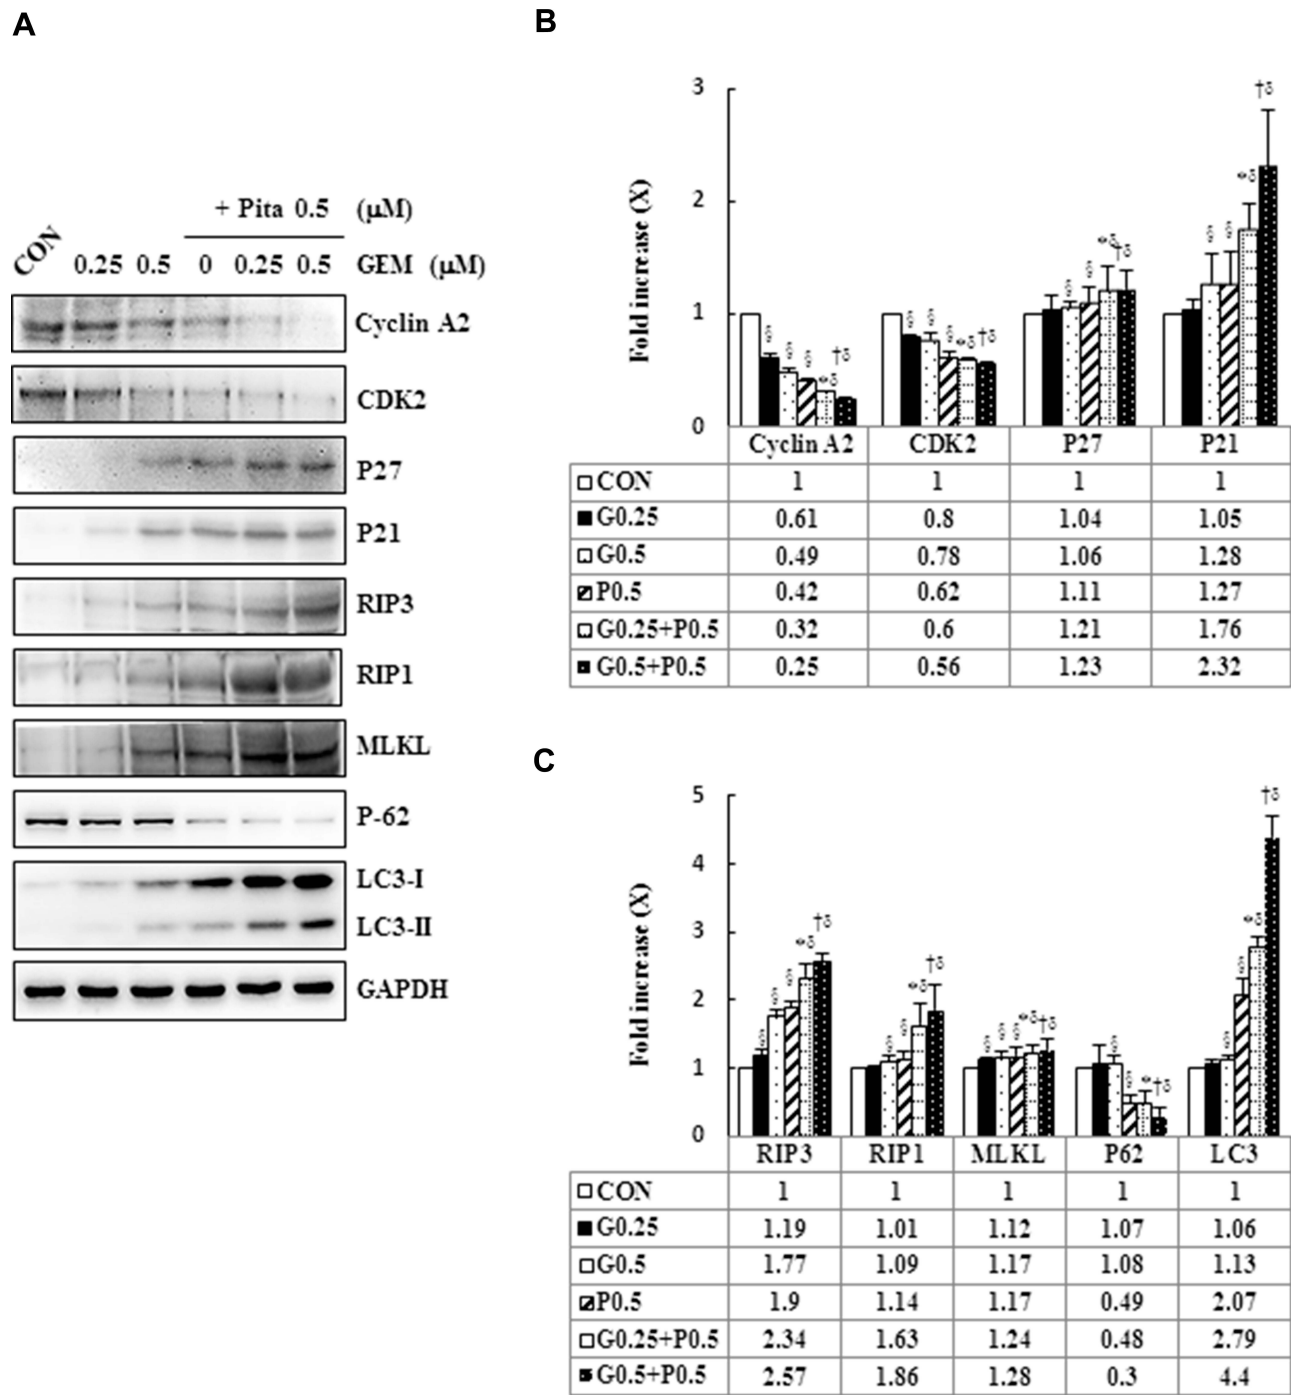 A
+ Pita 0.5 (μM)
CON 0.25 0.5 0 0.25 0.5 GEM (μM)
Cyclin A2
CDK2
P27
P21
RIP3
RIP1
MLKL
P-62
LC3-I
LC3-II
GAPDH
B
Fold increase (X)
3
2
1
0
Cyclin A2 CDK2 P27 P21
CON 1 1 1 1
G0.25 0.61 0.8 1.04 1.05
G0.5 0.49 0.78 1.06 1.28
P0.5 0.42 0.62 1.11 1.27
G0.25+P0.5 0.32 0.6 1.21 1.76
G0.5+P0.5 0.25 0.56 1.23 2.32
C
Fold increase (X)
5
4
3
2
1
0
RIP3 RIP1 MLKL P62 LC3
CON 1 1 1 1 1
G0.25 1.19 1.01 1.12 1.07 1.06
G0.5 1.77 1.09 1.17 1.08 1.13
P0.5 1.9 1.14 1.17 0.49 2.07
G0.25+P0.5 2.34 1.63 1.24 0.48 2.79
G0.5+P0.5 2.57 1.86 1.28 0.3 4.4